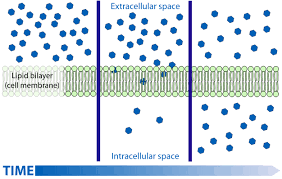 Extracellular space
Lipid bilayer
(cell membrane)
Intracellular space
TIME